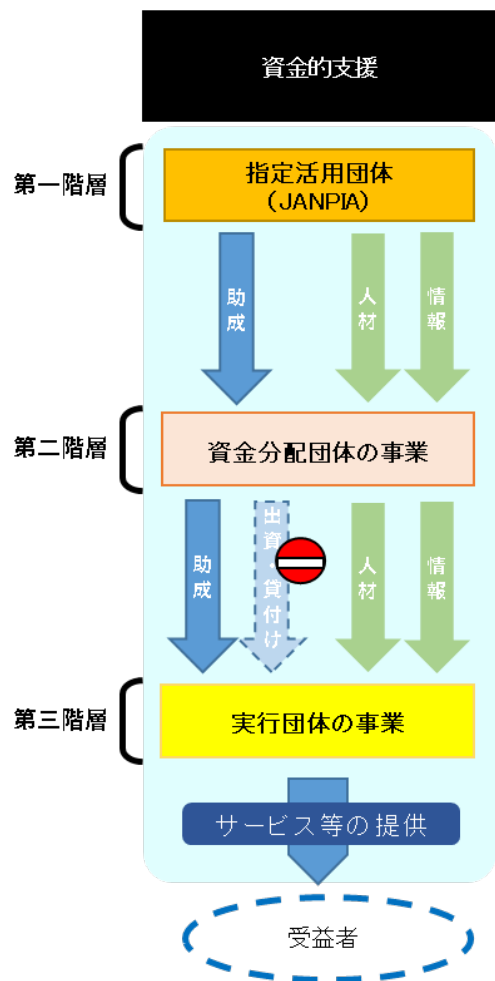 資金的支援
第一階層
指定活用団体
（JANPIA）
助成
人材
情報
第二階層
資金分配団体の事業
助成
出資・貸付け
人材
情報
第三階層
実行団体の事業
サービス等の提供
受益者